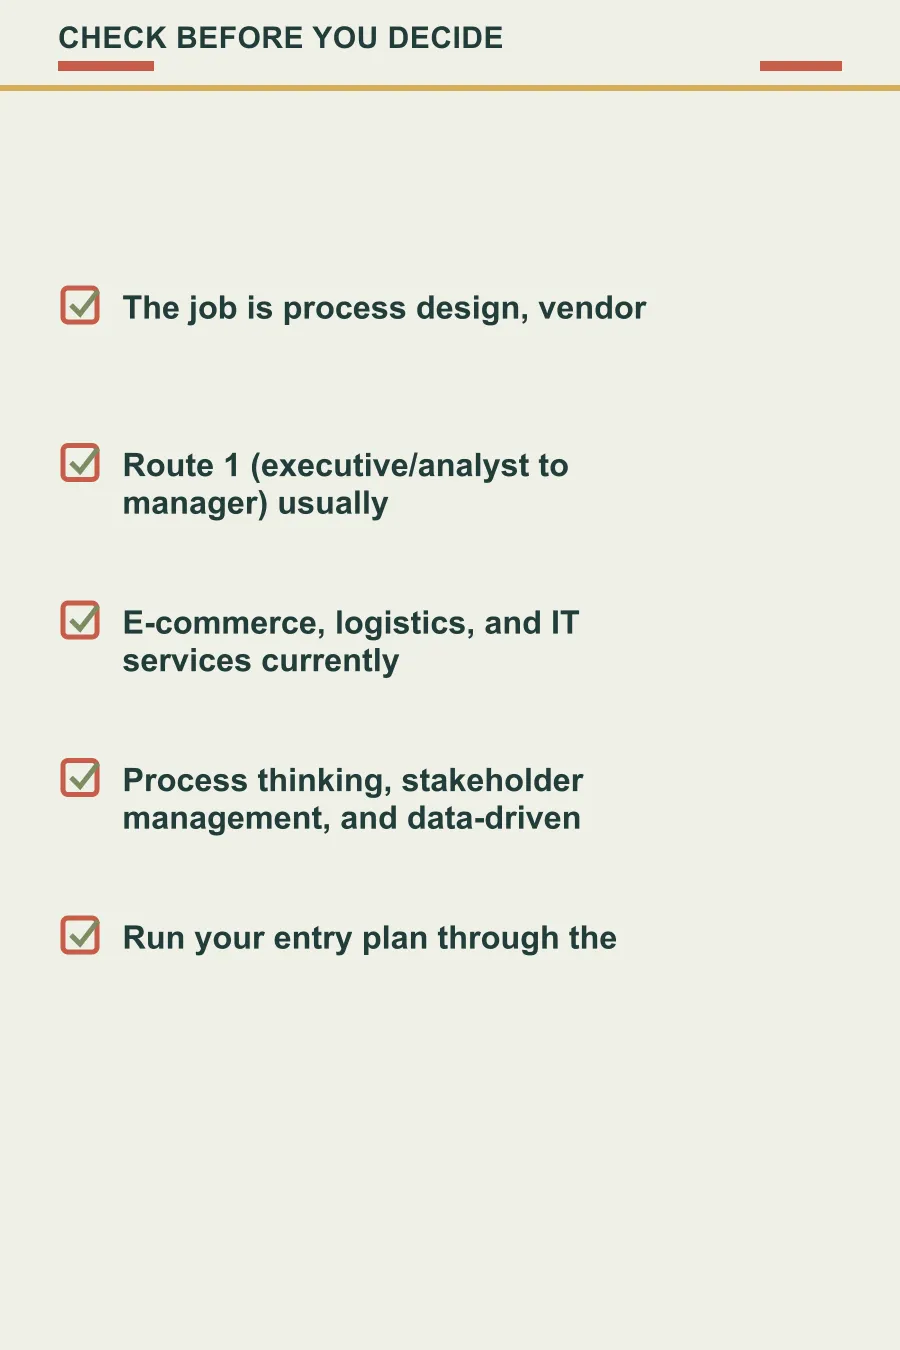 CHECK BEFORE YOU DECIDE
The job is process design, vendor
Route 1 (executive/analyst to
manager) usually
E-commerce, logistics, and IT
services currently
Process thinking, stakeholder
management, and data-driven
Run your entry plan through the